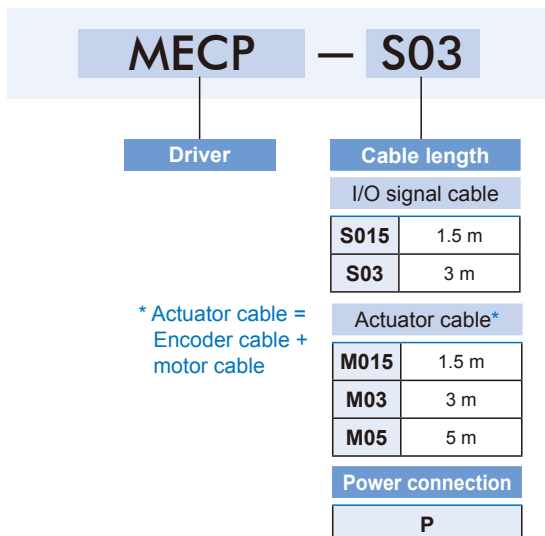 MECP – S03
Driver
Cable length
I/O signal cable
S015 1.5 m
S03 3 m
* Actuator cable =
Encoder cable +
motor cable
Actuator cable*
M015 1.5 m
M03 3 m
M05 5 m
Power connection
P